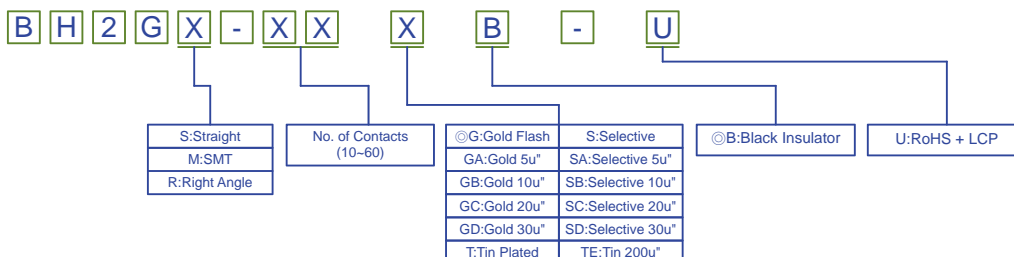 B H 2 G X - X X X B - U
S:Straight
M:SMT
R:Right Angle
No. of Contacts
(10~60)
◎G:Gold Flash S:Selective
GA:Gold 5u" SA:Selective 5u"
GB:Gold 10u" SB:Selective 10u"
GC:Gold 20u" SC:Selective 20u"
GD:Gold 30u" SD:Selective 30u"
T:Tin Plated TE:Tin 200u"
◎B:Black Insulator
U:RoHS + LCP